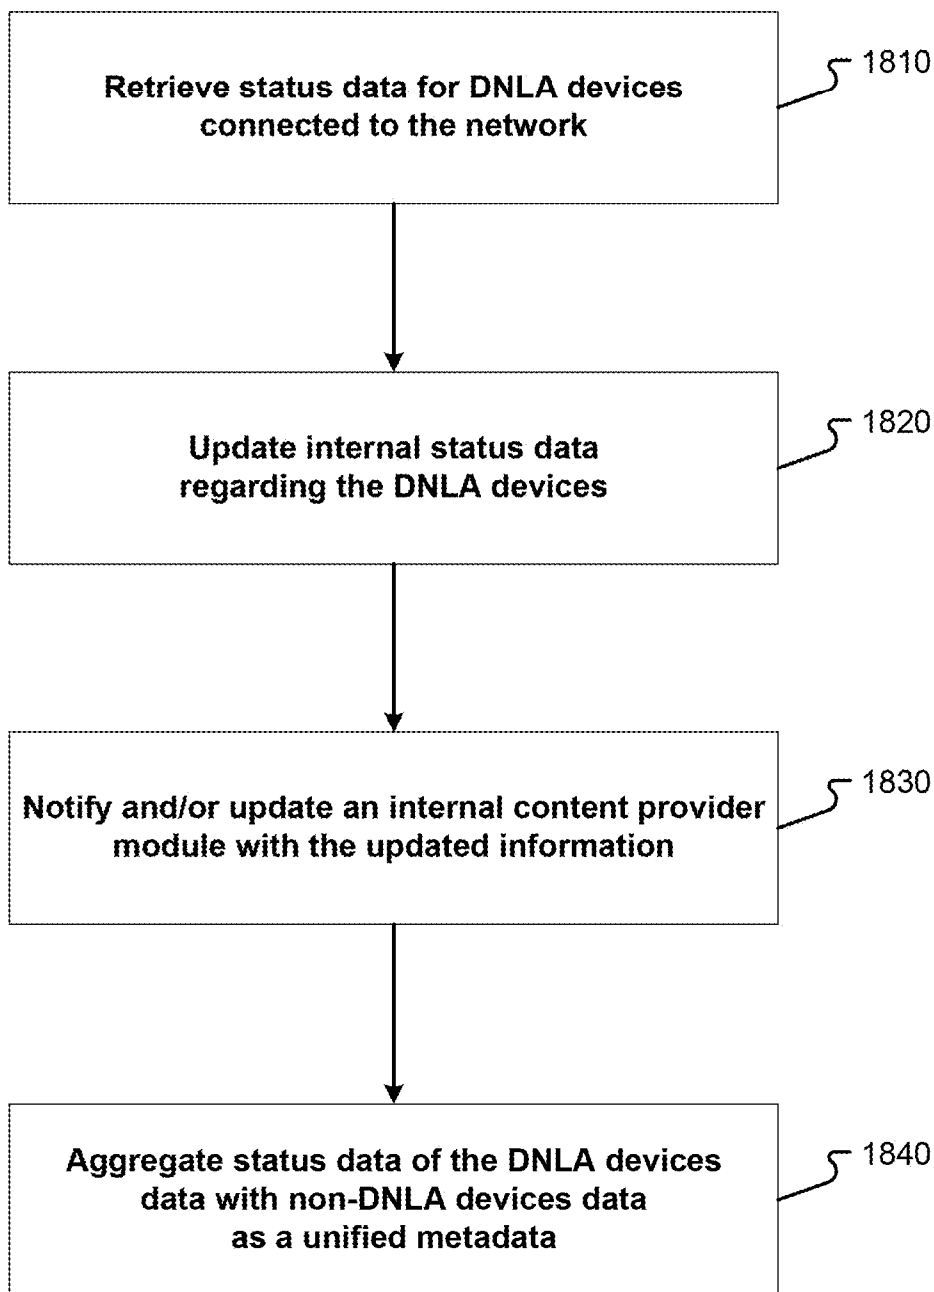 Retrieve status data for DNLA devices
connected to the network
1810
Update internal status data
regarding the DNLA devices
1820
Notify and/or update an internal content provider
module with the updated information
1830
Aggregate status data of the DNLA devices
data with non-DNLA devices data
as a unified metadata
1840